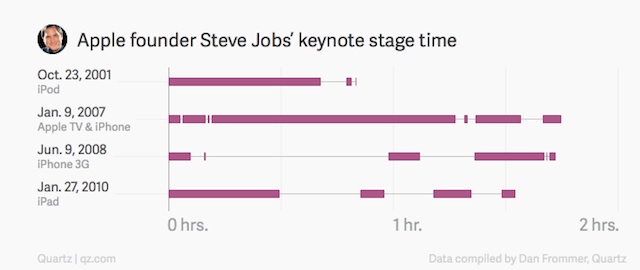 Apple founder Steve Jobs’ keynote stage time
Oct. 23, 2001
iPod
Jan. 9, 2007
Apple TV & iPhone
Jun. 9, 2008
iPhone 3G
Jan. 27, 2010
iPad
0 hrs. 1 hr. 2 hrs.
Quartz | qz.com Data compiled by Dan Frommer, Quartz